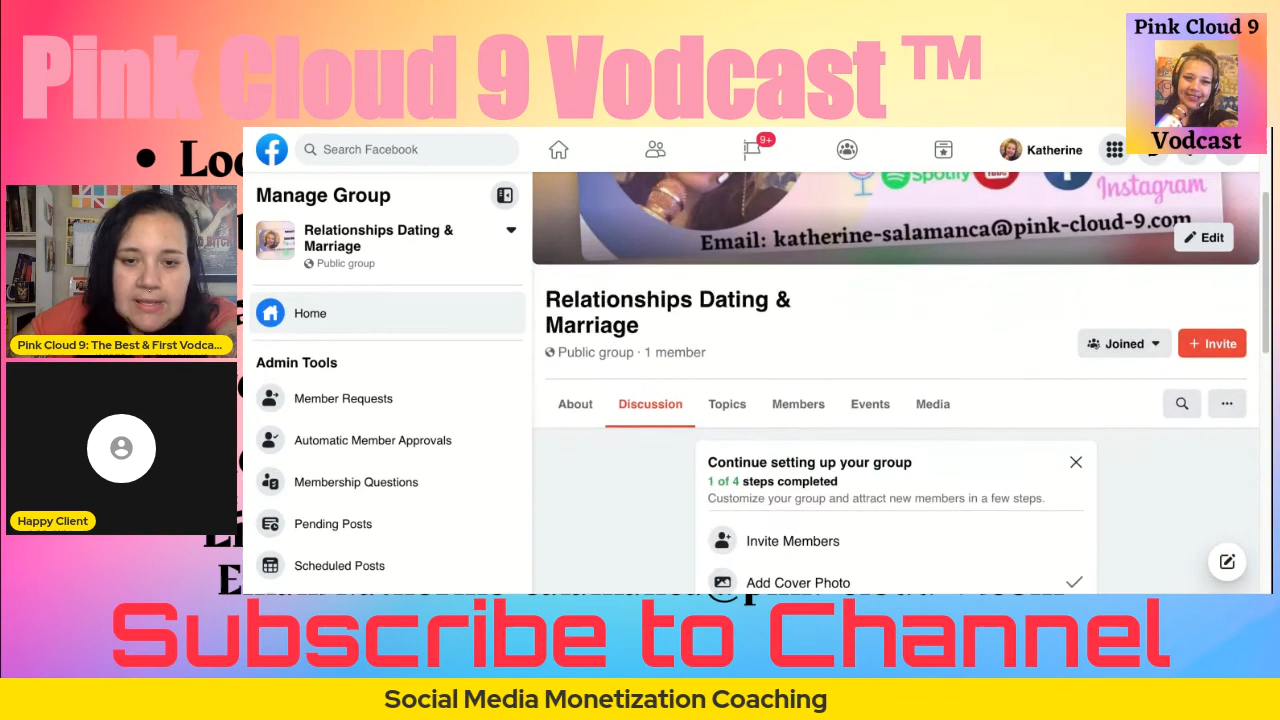 Pink Cloud 9 Vodcast ™
Pink Cloud 9
Vodcast
Search Facebook
9+
Katherine
Manage Group
Relationships Dating &
Marriage
Public group
Home
Admin Tools
Member Requests
Automatic Member Approvals
Membership Questions
Pending Posts
Scheduled Posts
Spotify
Instagram
Email: katherine-salamanca@pink-cloud-9.com
Edit
Relationships Dating &
Marriage
Public group · 1 member
Joined
+ Invite
About
Discussion
Topics
Members
Events
Media
Continue setting up your group
1 of 4 steps completed
Customize your group and attract new members in a few steps.
Invite Members
Add Cover Photo
Pink Cloud 9: The Best & First Vodca...
Happy Client
Subscribe to Channel
Social Media Monetization Coaching